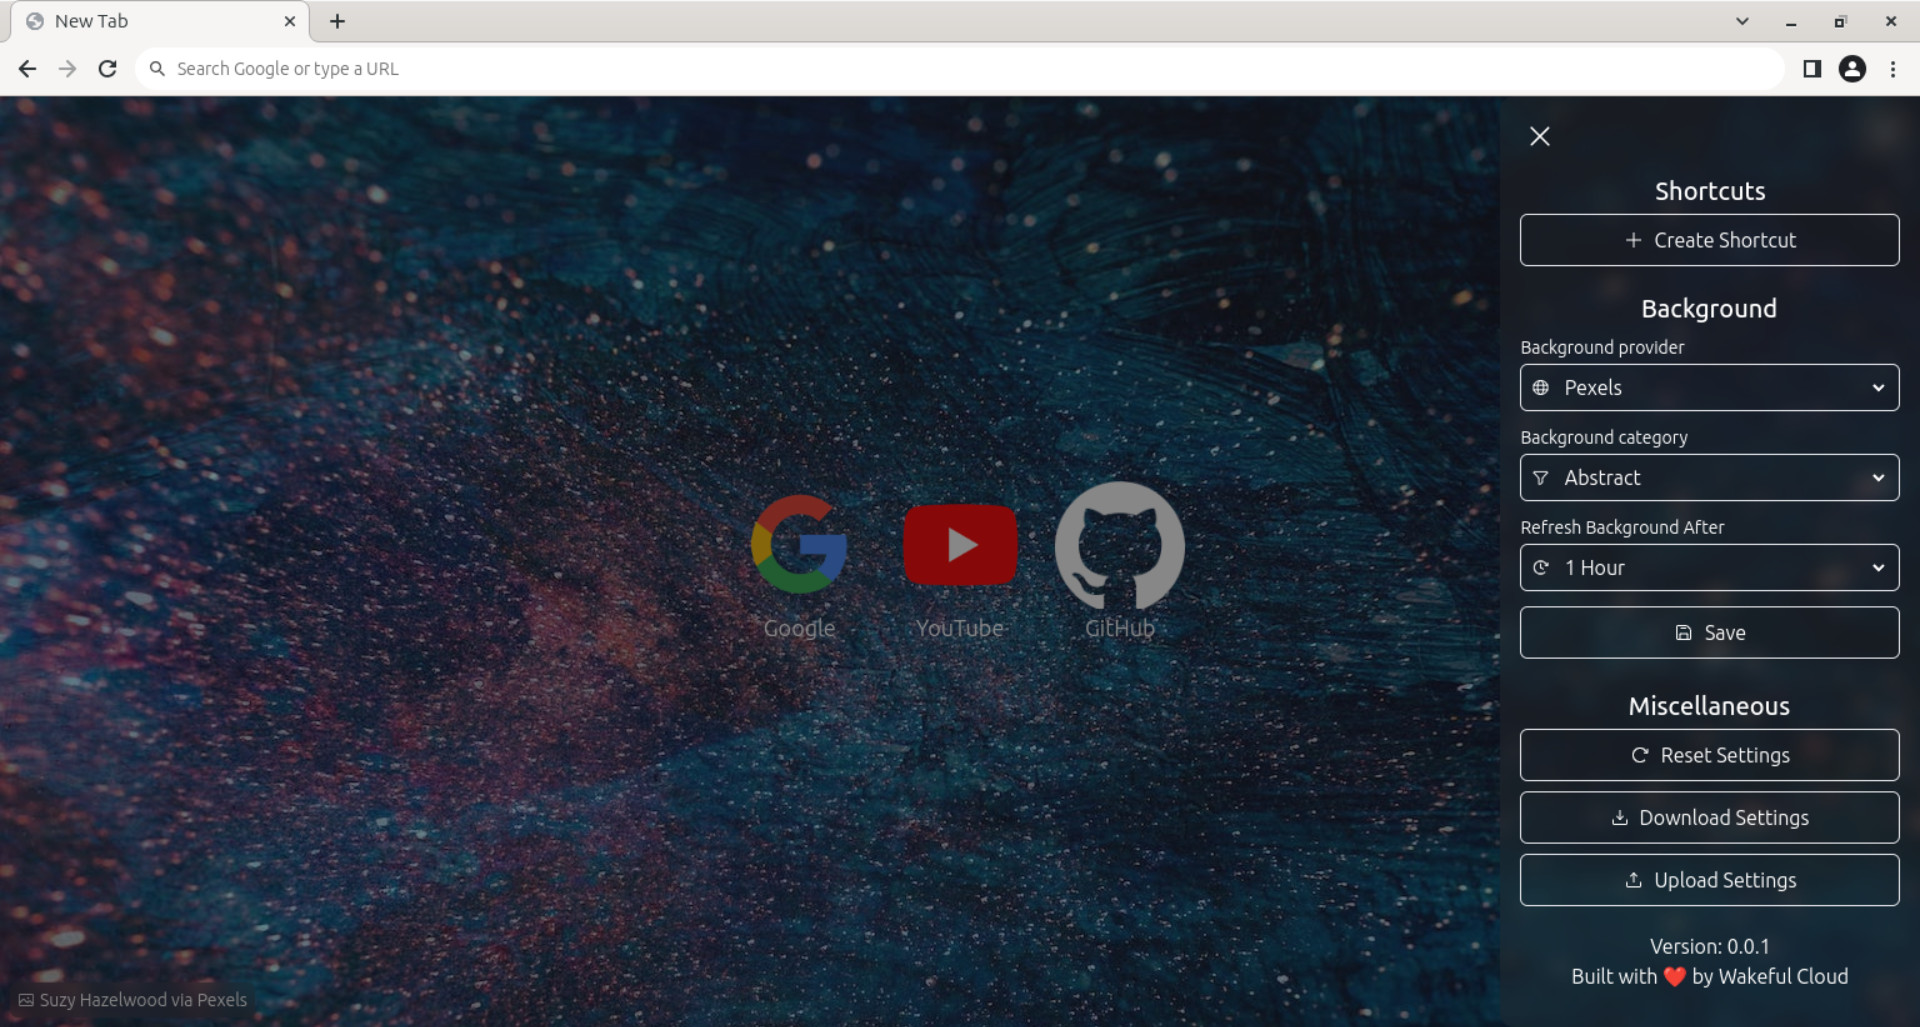 New Tab
Search Google or type a URL
Shortcuts
Create Shortcut
Background
Background provider
Pexels
Background category
Abstract
Refresh Background After
1 Hour
Save
Miscellaneous
Reset Settings
Download Settings
Upload Settings
Version: 0.0.1
Built with ❤️ by Wakeful Cloud
Google
YouTube
GitHub
Suzy Hazelwood via Pexels